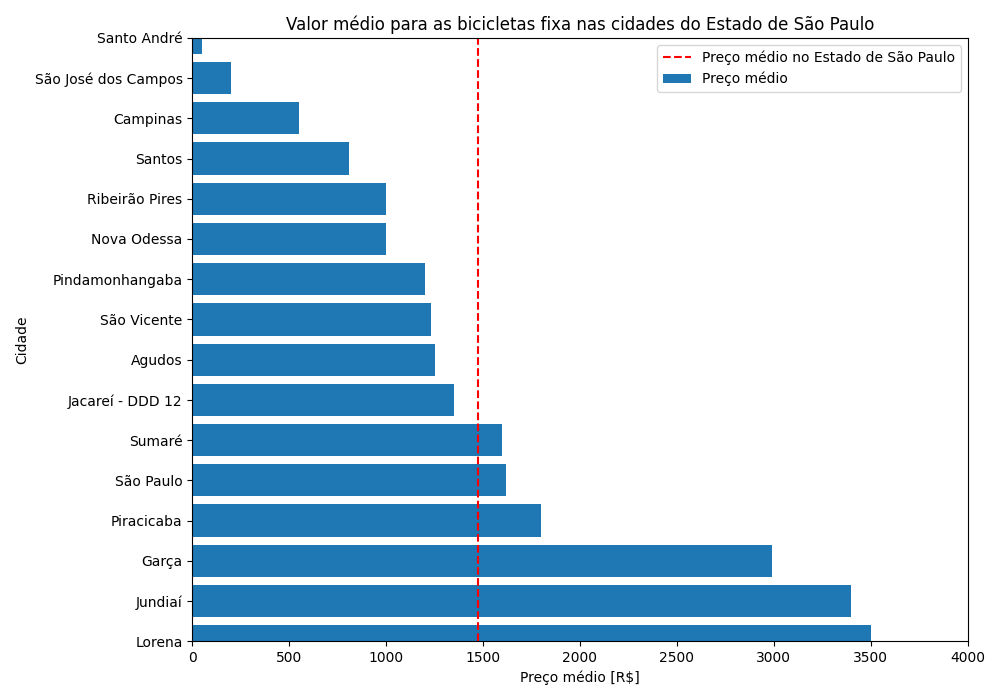 Valor médio para as bicicletas fixa nas cidades do Estado de São Paulo
Preço médio no Estado de São Paulo
Preço médio
Cidade
Santo André
São José dos Campos
Campinas
Santos
Ribeirão Pires
Nova Odessa
Pindamonhangaba
São Vicente
Agudos
Jacareí - DDD 12
Sumaré
São Paulo
Piracicaba
Garça
Jundiaí
Lorena
0 500 1000 1500 2000 2500 3000 3500 4000
Preço médio [R$]